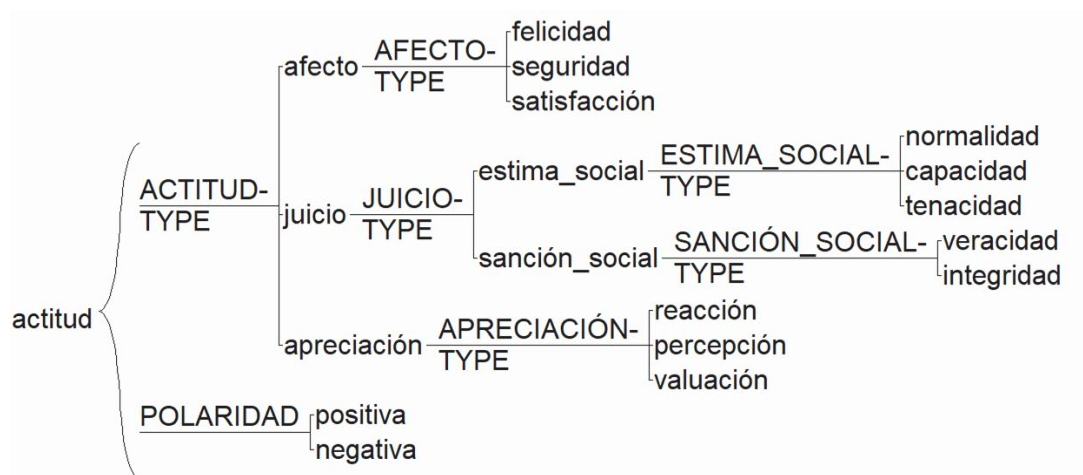 felicidad
afecto AFECTO-TYPE seguridad
satisfacción
normalidad
estima_social ESTIMA_SOCIAL-TYPE capacidad
tenacidad
ACTITUD-TYPE
juicio JUICIO-TYPE
sanción_social SANCIÓN_SOCIAL-TYPE veracidad
integridad
actitud
reacción
apreciación APRECIACIÓN-TYPE percepción
valuación
POLARIDAD positiva
negativa